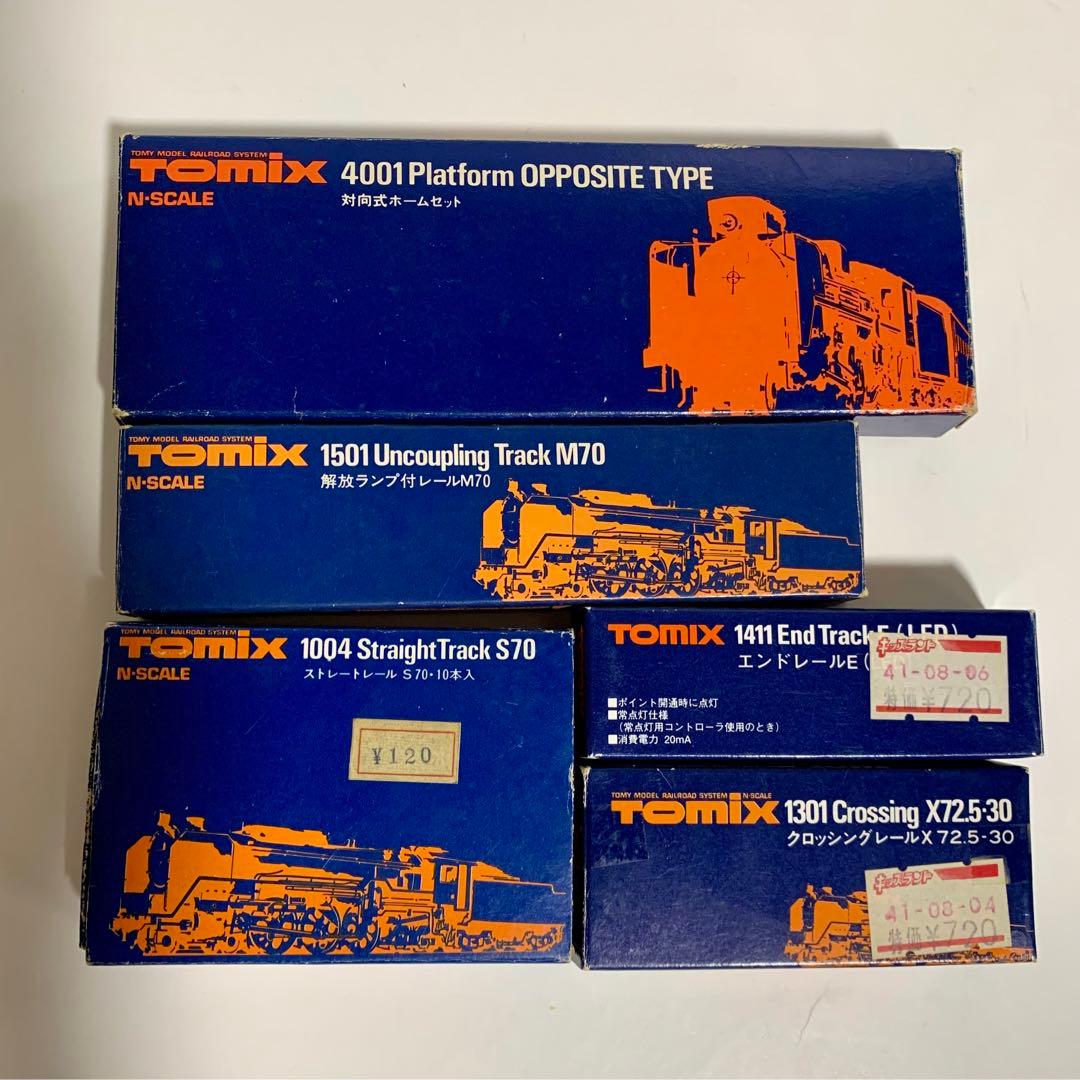 TOMY MODEL RAILROAD SYSTEM
TOMIX
N-SCALE
4001 Platform OPPOSITE TYPE
対向式ホームセット
TOMY MODEL RAILROAD SYSTEM
TOMIX
N-SCALE
1501 Uncoupling Track M70
解放ランプ付レールM70
TOMY MODEL RAILROAD SYSTEM
TOMIX
N-SCALE
1004 Straight Track S70
ストレートレール S70・10本入
¥120
TOMIX
1411 End Track E (LED)
エンドレールE(
■ポイント開通時に点灯
■常点灯仕様
(常点灯用コントローラ使用のとき)
■消費電力 20mA
キッズランド
41-08-06
特価¥720
TOMY MODEL RAILROAD SYSTEM N-SCALE
TOMIX
1301 Crossing X72.5-30
クロッシングレールX72.5-30
キッズランド
41-08-04
特価¥720